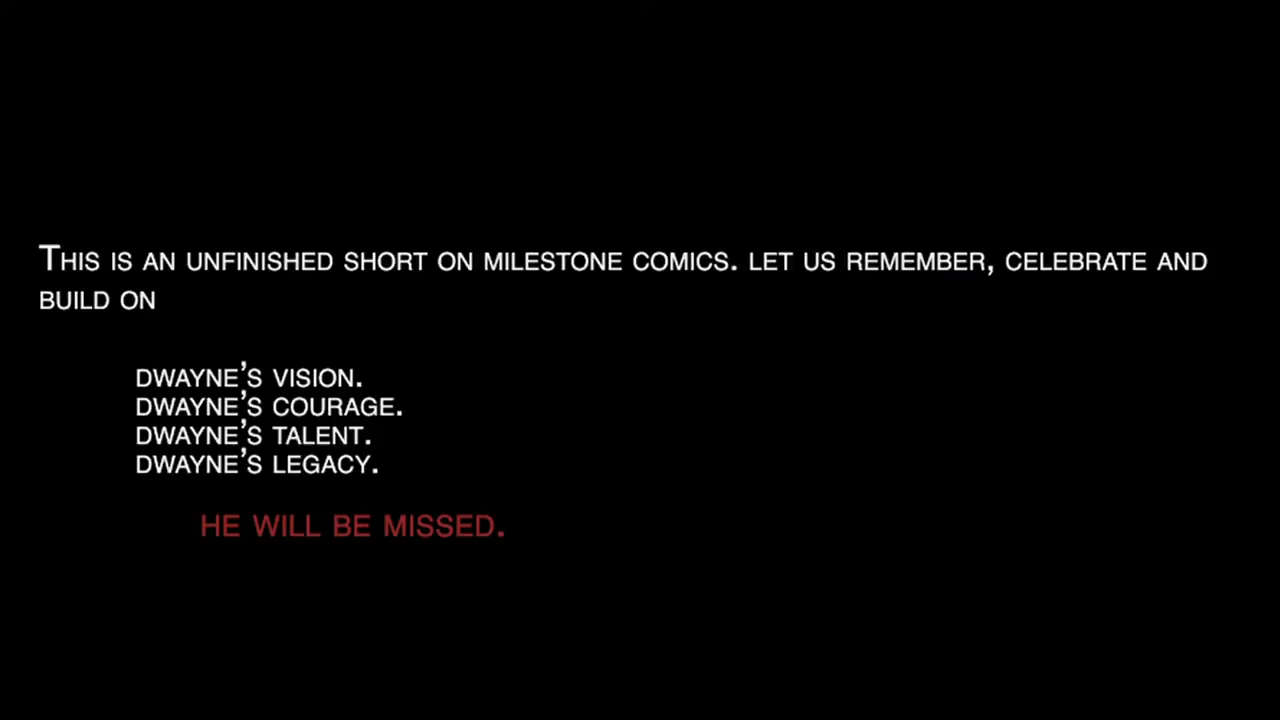 This is an unfinished short on milestone comics. let us remember, celebrate and
build on
dwayne's vision.
dwayne's courage.
dwayne's talent.
dwayne's legacy.
he will be missed.